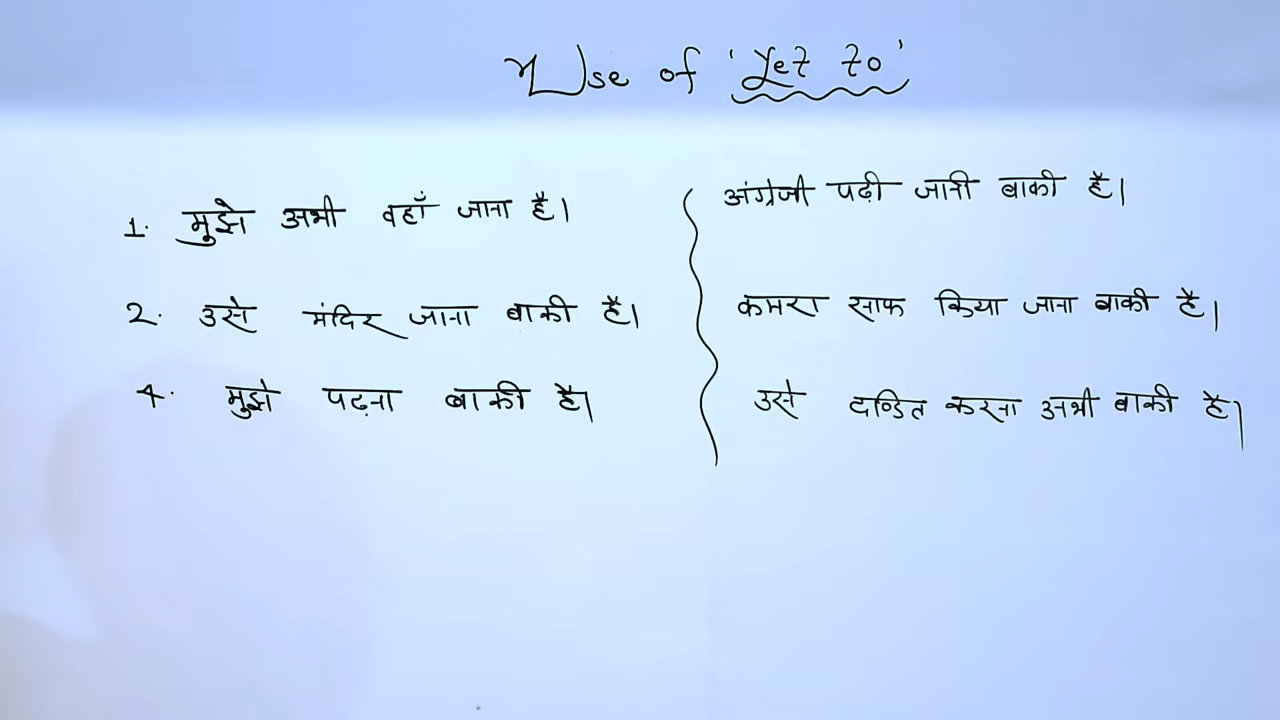 Use of 'Yet to'
1. मुझे अभी वहाँ जाना है।
2. उसे मंदिर जाना बाकी है।
4. मुझे पढ़ना बाकी है।
अंग्रेजी पढ़ी जानी बाकी है।
कमरा साफ किया जाना बाकी है।
उसे दण्डित करना अभी बाकी है।